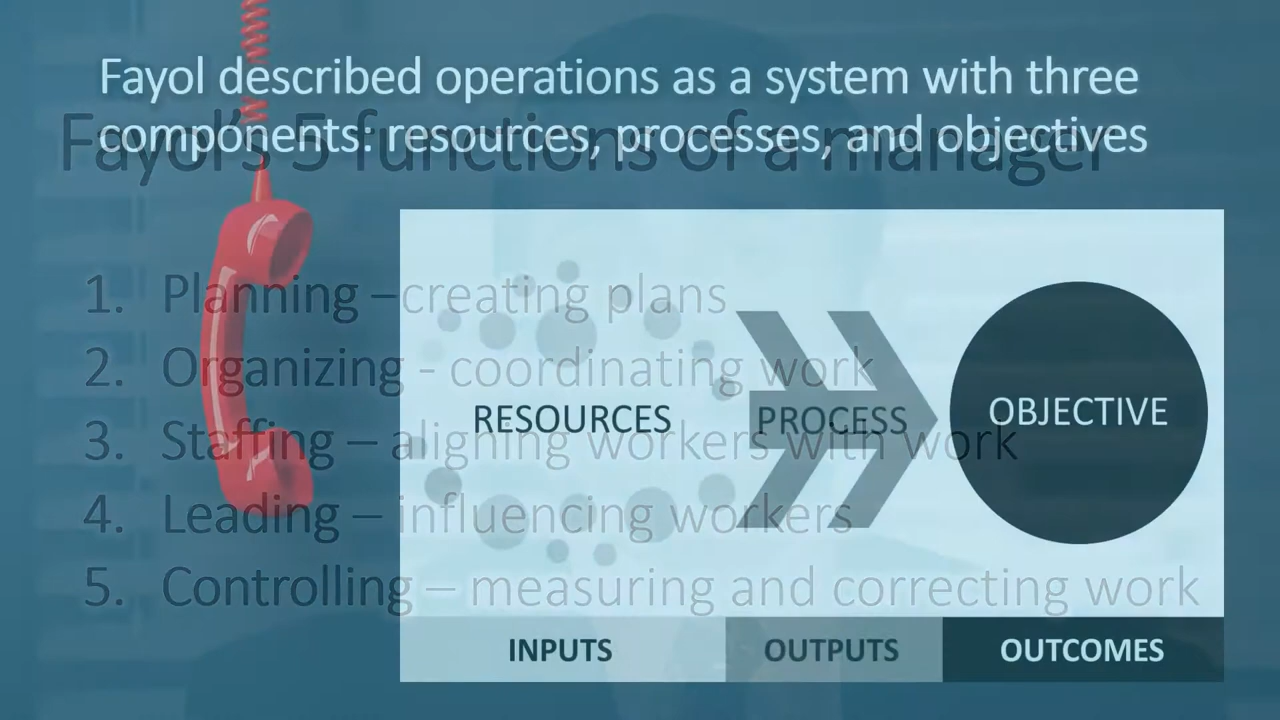 Fayol described operations as a system with three
components: resources, processes, and objectives
Fayol's 5 functions of a manager
1. Planning –creating plans
2. Organizing - coordinating work
3. Staffing – aligning workers with work
4. Leading – influencing workers
5. Controlling – measuring and correcting work
RESOURCES
PROCESS
OBJECTIVE
INPUTS
OUTPUTS
OUTCOMES